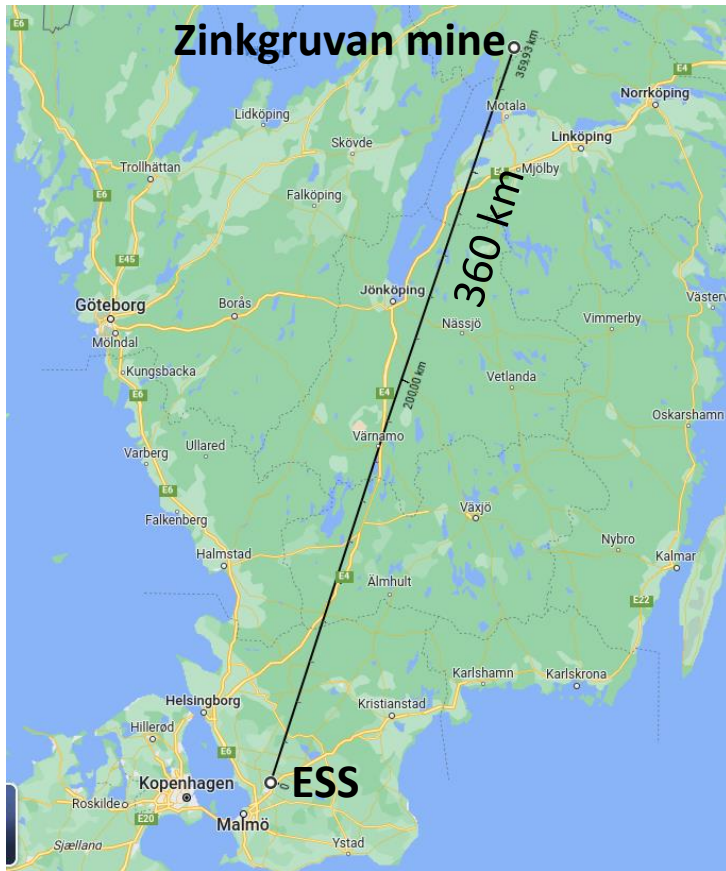 Zinkgruvan mine
359.93 km
E4
Norrköping
Motala
Lidköping
Linköping
Skövde
Mjölby
E4
Trollhättan
E6
Falköping
360 km
E45
Jönköping
Göteborg
Borås
Mölndal
Nässjö
Vimmerby
Västerv
Kungsbacka
200.00 km
Vetlanda
E6
E4
Oskarshamn
Värnamo
Ullared
Varberg
E6
Växjö
Falkenberg
Nybro
Halmstad
Kalmar
E4
Älmhult
E22
Karlshamn
Karlskrona
Helsingborg
Kristianstad
Hillerød
E6
Kopenhagen
0
ESS
Roskilde
Malmö
E20
Sjælland
Ystad